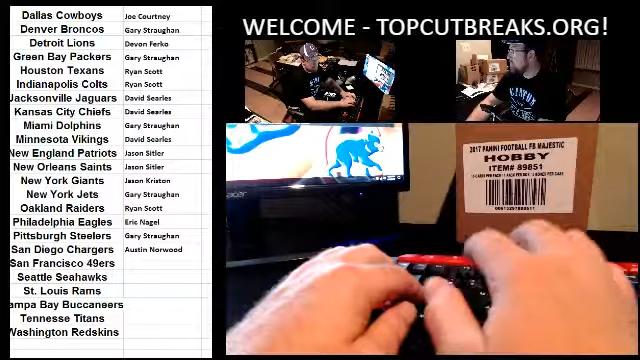 WELCOME - TOPCUTBREAKS.ORG!
Dallas Cowboys Joe Courtney
Denver Broncos Gary Straughan
Detroit Lions Devon Ferko
Green Bay Packers Gary Straughan
Houston Texans Ryan Scott
Indianapolis Colts Ryan Scott
Jacksonville Jaguars David Searles
Kansas City Chiefs David Searles
Miami Dolphins Gary Straughan
Minnesota Vikings David Searles
New England Patriots Jason Sitler
New Orleans Saints Jason Sitler
New York Giants Jason Kriston
New York Jets Gary Straughan
Oakland Raiders Ryan Scott
Philadelphia Eagles Eric Nagel
Pittsburgh Steelers Gary Straughan
San Diego Chargers Austin Norwood
San Francisco 49ers
Seattle Seahawks
St. Louis Rams
ampa Bay Buccaneers
Tennesse Titans
Washington Redskins
acer
2017 PANINI FOOTBALL FB MAJESTIC
HOBBY
ITEM# 89851